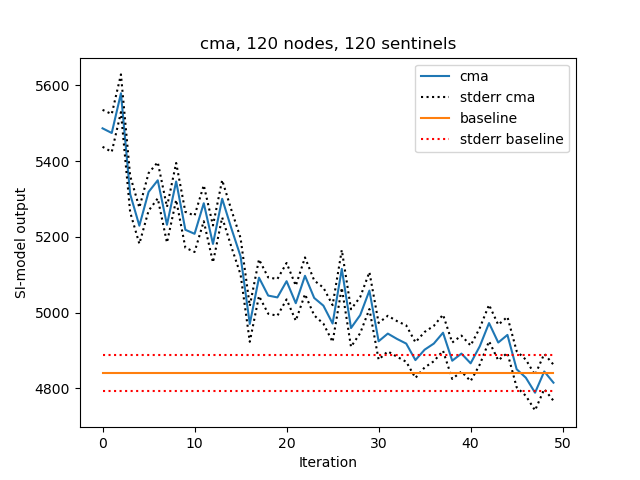 cma, 120 nodes, 120 sentinels
cma
stderr cma
baseline
stderr baseline
5600
5400
5200
5000
4800
SI-model output
0 10 20 30 40 50
Iteration